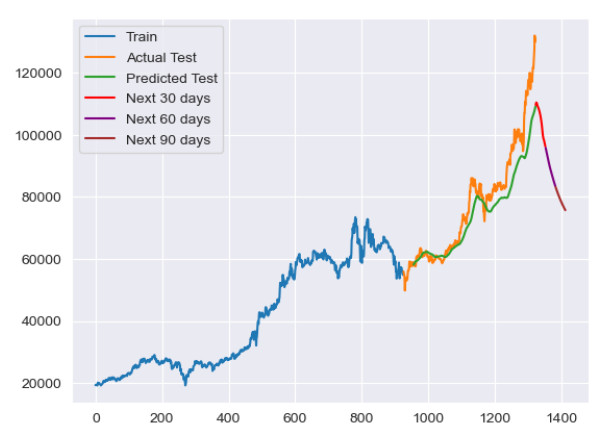 Train
Actual Test
Predicted Test
Next 30 days
Next 60 days
Next 90 days
120000
100000
80000
60000
40000
20000
0 200 400 600 800 1000 1200 1400